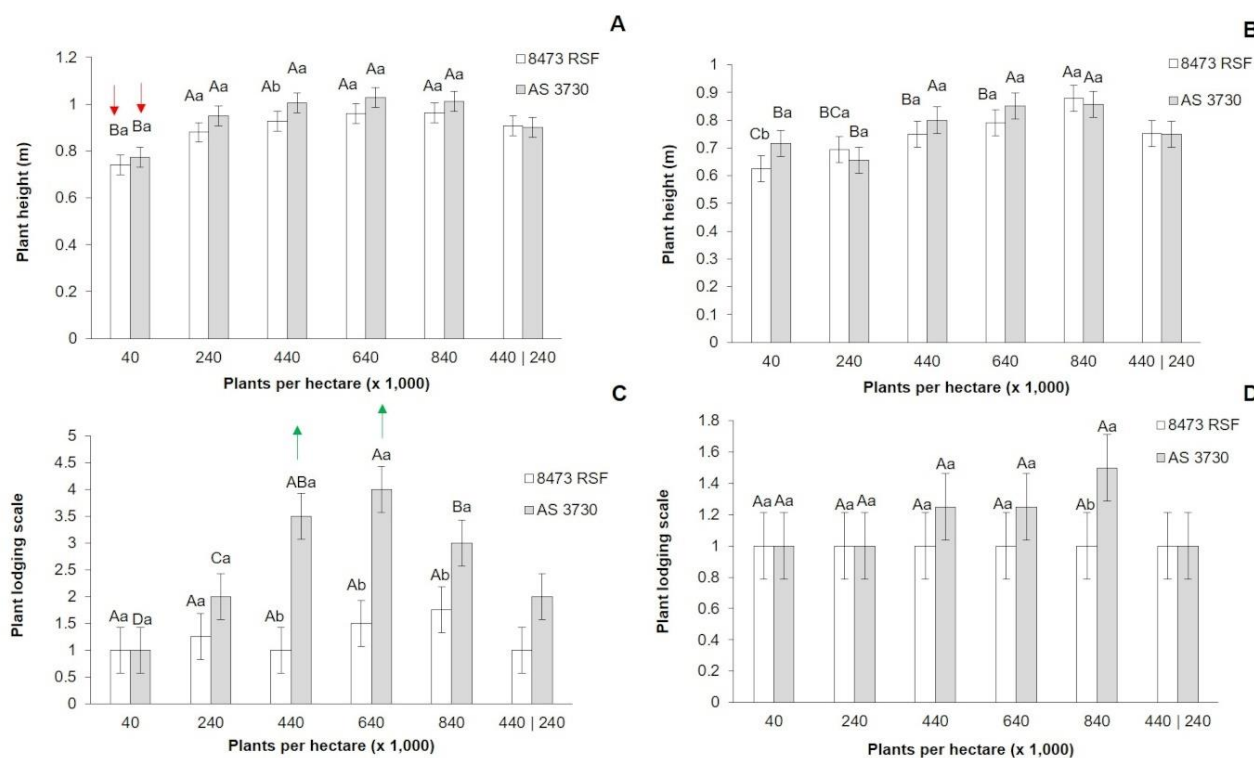 A
8473 RSF
AS 3730
Plant height (m)
1.2
1
0.8
0.6
0.4
0.2
0
Ba Ba
Aa Aa
Ab Aa
Aa Aa
Aa Aa
40 240 440 640 840 440 | 240
Plants per hectare (x 1,000)
B
8473 RSF
AS 3730
Plant height (m)
1
0.9
0.8
0.7
0.6
0.5
0.4
0.3
0.2
0.1
0
Cb Ba
BCa Ba
Ba Aa
Ba Aa
Aa Aa
40 240 440 640 840 440 | 240
Plants per hectare (x 1,000)
C
8473 RSF
AS 3730
Plant lodging scale
5
4.5
4
3.5
3
2.5
2
1.5
1
0.5
0
Aa Da
Aa Ca
Ab ABa
Ab Aa
Ab Ba
40 240 440 640 840 440 | 240
Plants per hectare (x 1,000)
D
8473 RSF
AS 3730
Plant lodging scale
1.8
1.6
1.4
1.2
1
0.8
0.6
0.4
0.2
0
Aa Aa
Aa Aa
Aa Aa
Aa Aa
Ab Aa
40 240 440 640 840 440 | 240
Plants per hectare (x 1,000)